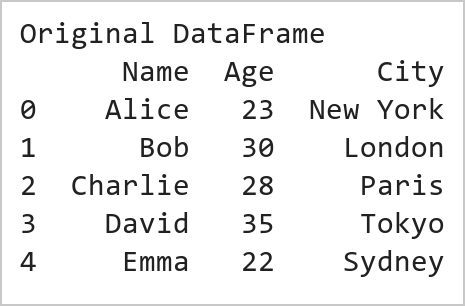 Original DataFrame
      Name  Age      City
0    Alice   23  New York
1      Bob   30    London
2  Charlie   28     Paris
3    David   35     Tokyo
4     Emma   22    Sydney